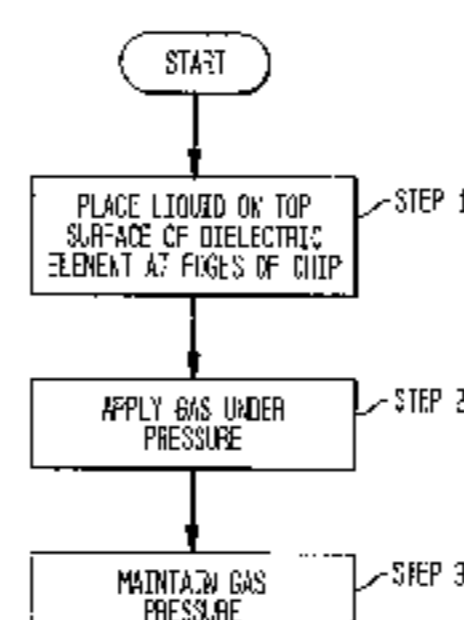 START
PLACE LIQUID ON TOP
SURFACE OF DIELECTRIC
ELEMENT AT EDGES OF CHIP
STEP 1
APPLY GAS UNDER
PRESSURE
STEP 2
MAINTAIN GAS
PRESSURE
STEP 3